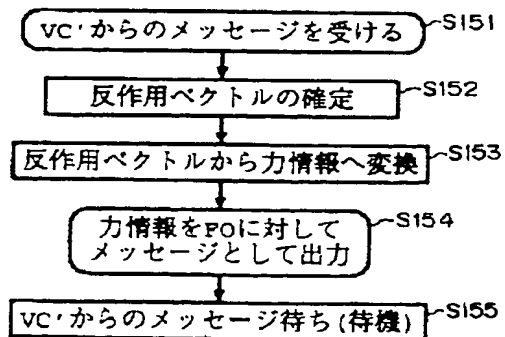 VC'からのメッセージを受ける
S151
反作用ベクトルの確定
S152
反作用ベクトルから力情報へ変換
S153
力情報をFOに対して
メッセージとして出力
S154
VC'からのメッセージ待ち(待機)
S155